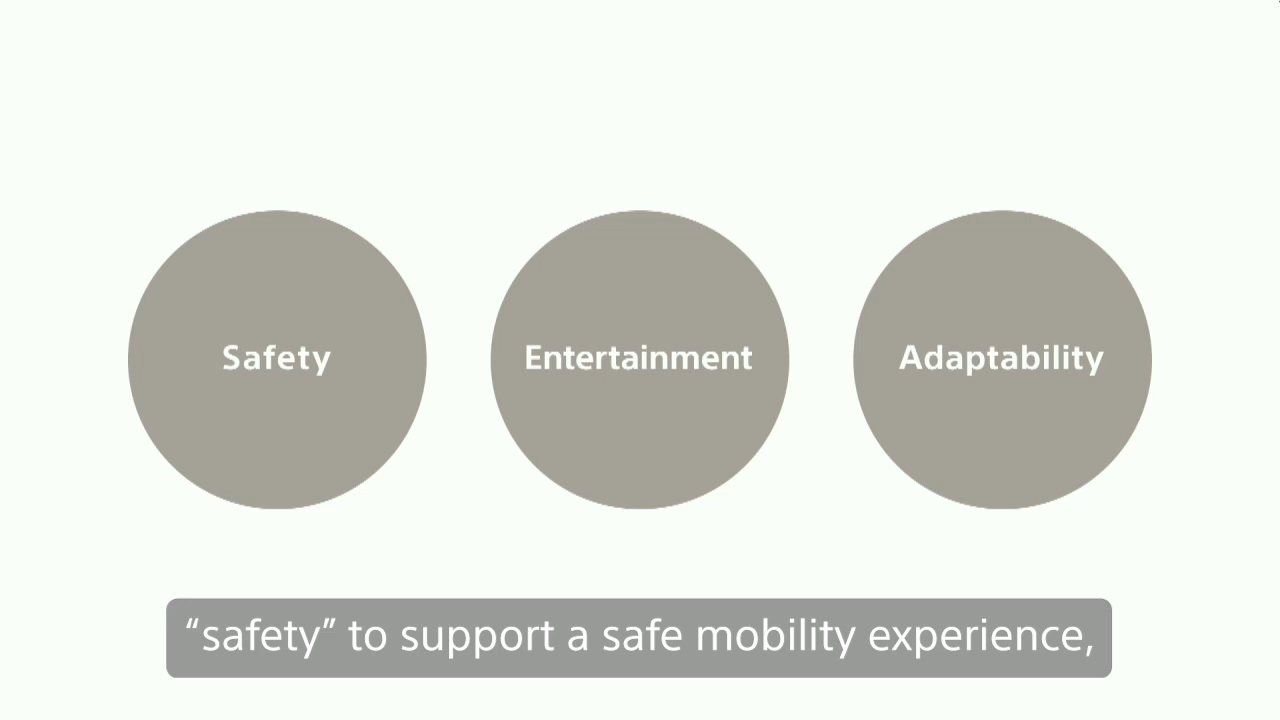 Safety
Entertainment
Adaptability
“safety” to support a safe mobility experience,